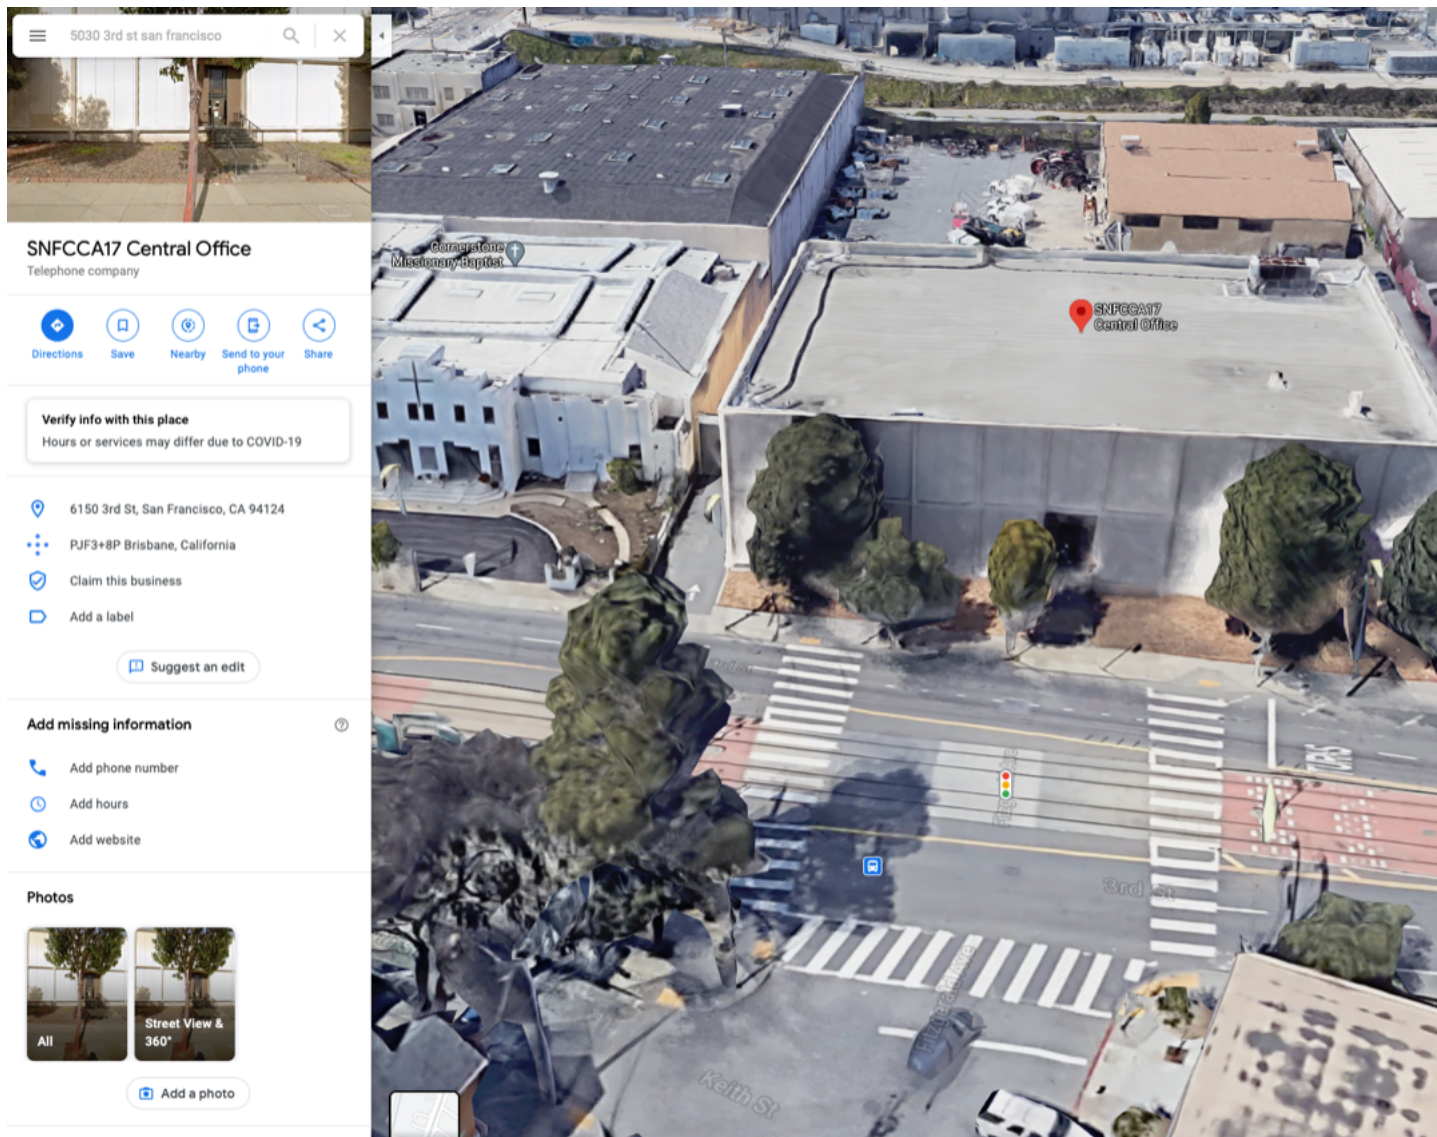 5030 3rd st san francisco
SNFCCA17 Central Office
Telephone company
Directions
Save
Nearby
Send to your
phone
Share
Verify info with this place
Hours or services may differ due to COVID-19
6150 3rd St, San Francisco, CA 94124
PJF3+8P Brisbane, California
Claim this business
Add a label
Suggest an edit
Add missing information
Add phone number
Add hours
Add website
Photos
All
Street View &
360°
Add a photo
Cornerstone
Missionary Baptist
SNFCCA17
Central Office
3rd St
3rd St
Fitzgerald Ave
Keith St